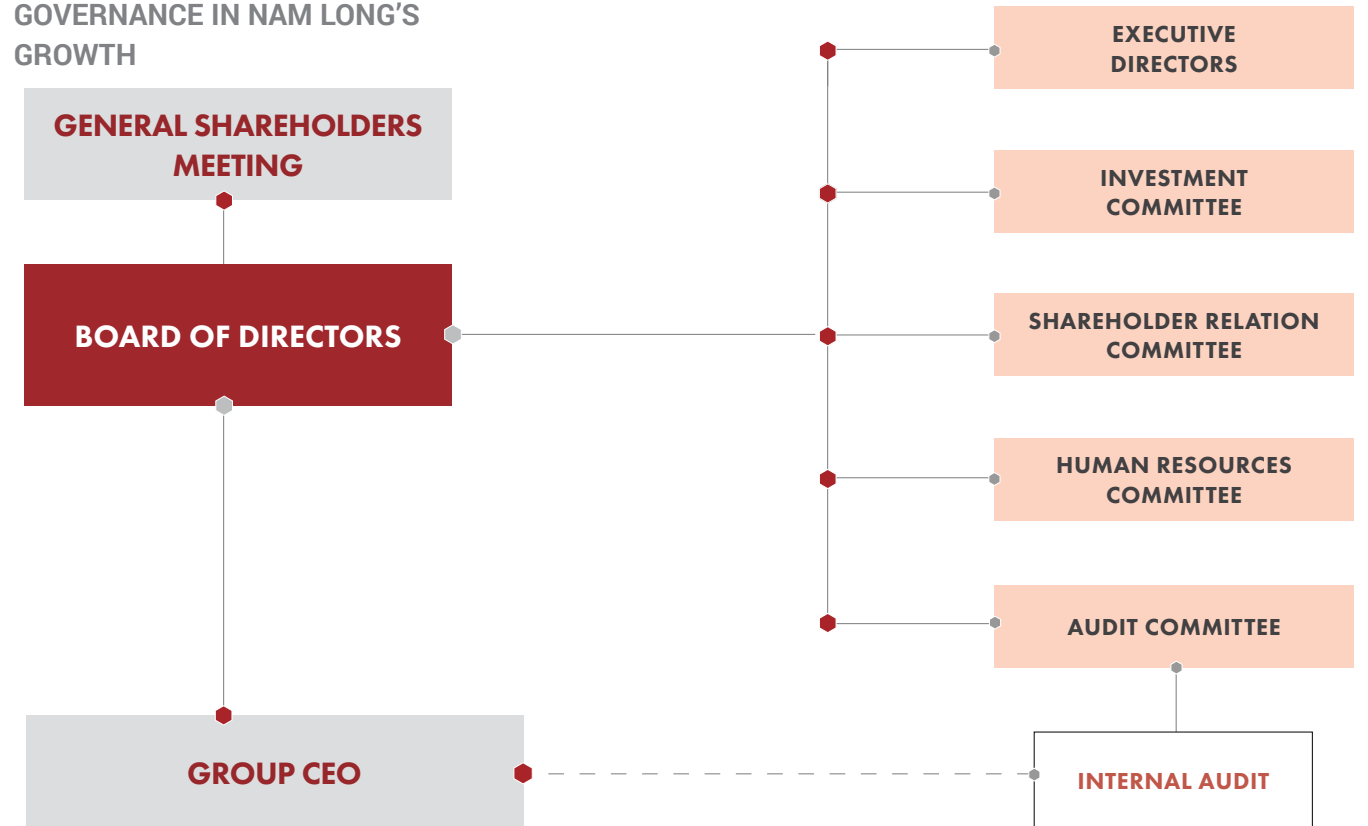 GOVERNANCE IN NAM LONG’S
GROWTH
GENERAL SHAREHOLDERS
MEETING
BOARD OF DIRECTORS
GROUP CEO
EXECUTIVE
DIRECTORS
INVESTMENT
COMMITTEE
SHAREHOLDER RELATION
COMMITTEE
HUMAN RESOURCES
COMMITTEE
AUDIT COMMITTEE
INTERNAL AUDIT